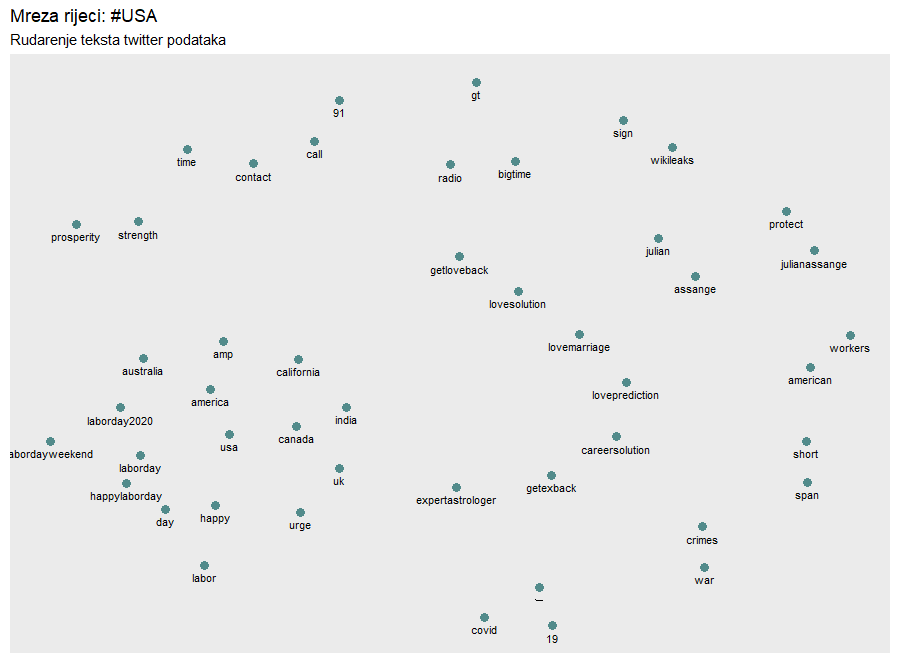 Mreza rijeci: #USA
Rudarenje teksta twitter podataka
gt
91
sign
call
wikileaks
time
contact
radio
bigtime
protect
prosperity
strength
julian
julianassange
getloveback
assange
lovesolution
lovemarriage
workers
amp
australia
california
american
loveprediction
america
laborday2020
india
usa
canada
careersolution
abordayweekend
laborday
short
uk
happylaborday
expertastrologer
getexback
span
day
happy
urge
crimes
labor
war
covid
19